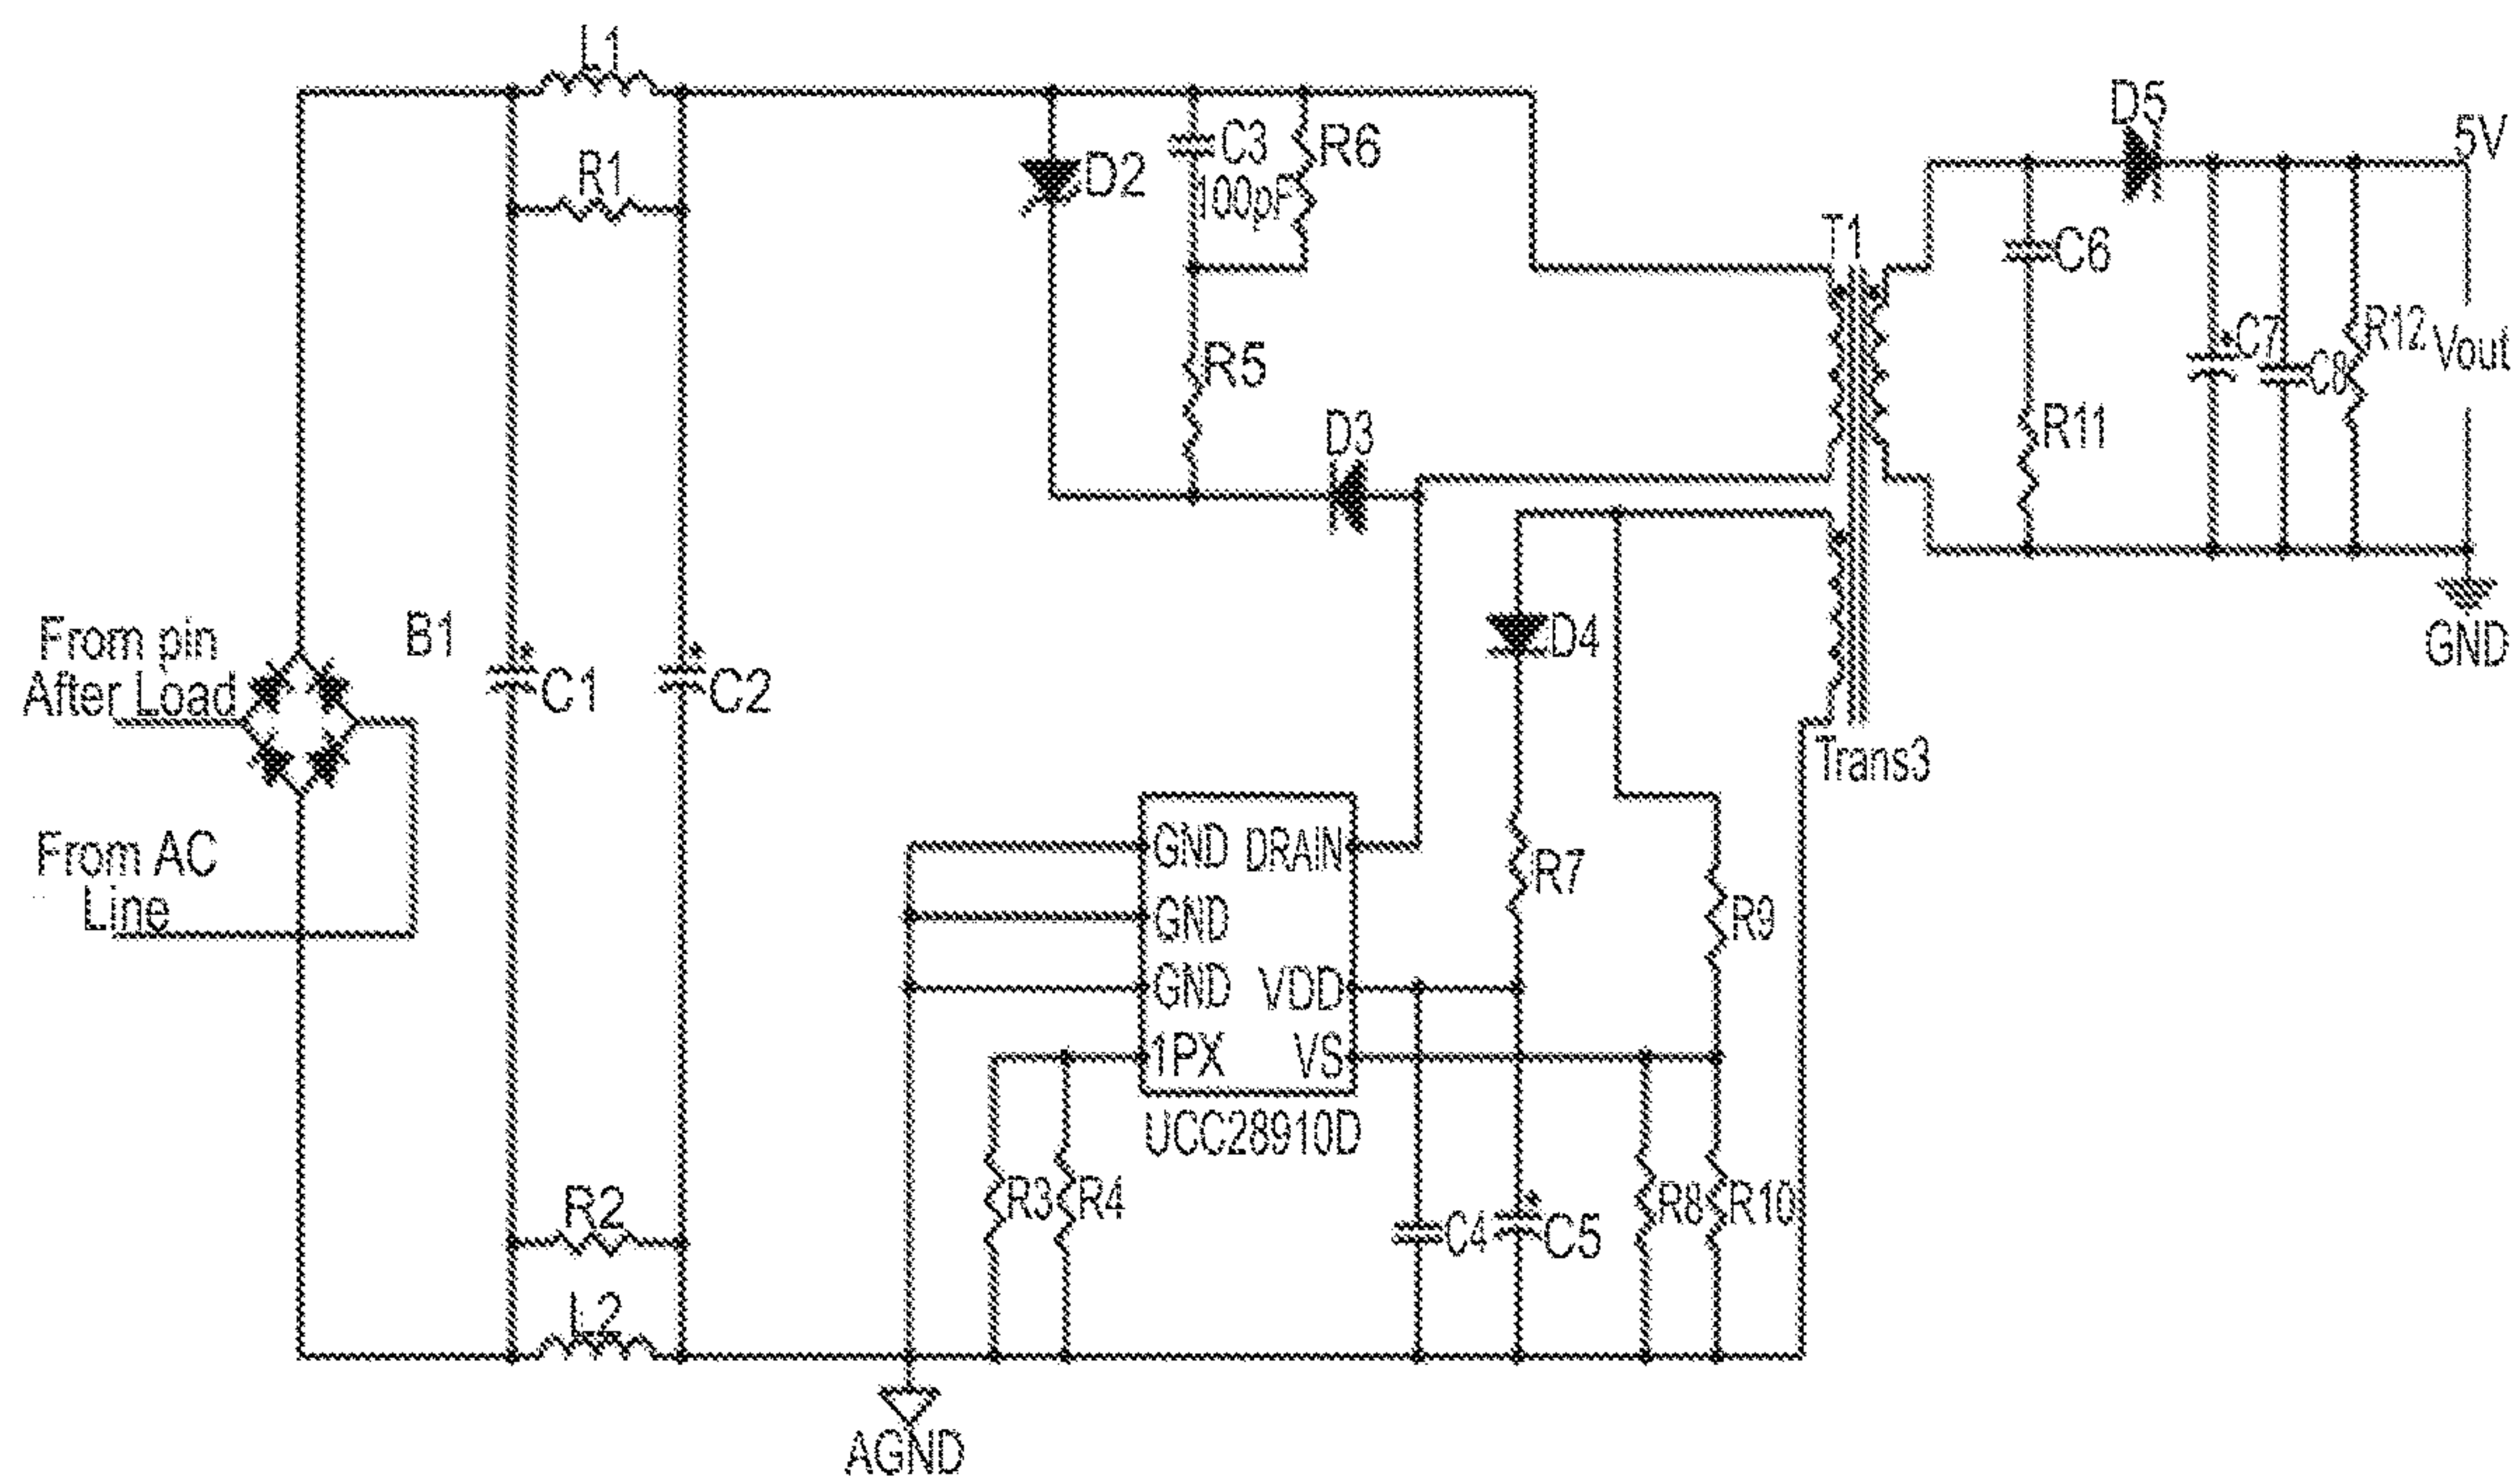 L1
R1
D2
C3
100pF
R6
R5
D3
T1
D5
5V
C6
R11
C7
C8
R12
Vout
GND
From pin
After Load
B1
C1
C2
D4
Trans3
From AC
Line
GND DRAIN
GND
GND VDD
1PX VS
UCC28910D
R7
R9
R2
L2
R3
R4
C4
C5
R8
R10
AGND